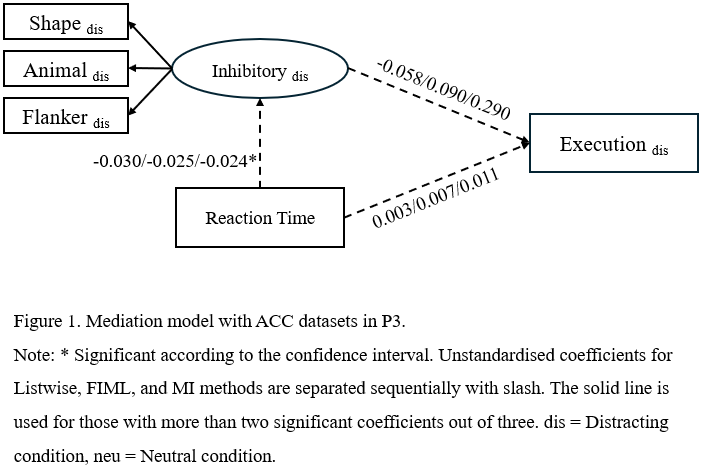 Shape dis
Animal dis
Flanker dis
Inhibitory dis
-0.058/0.090/0.290
Execution dis
-0.030/-0.025/-0.024*
Reaction Time
0.003/0.007/0.011
Figure 1. Mediation model with ACC datasets in P3.
Note: * Significant according to the confidence interval. Unstandardised coefficients for
Listwise, FIML, and MI methods are separated sequentially with slash. The solid line is
used for those with more than two significant coefficients out of three. dis = Distracting
condition, neu = Neutral condition.